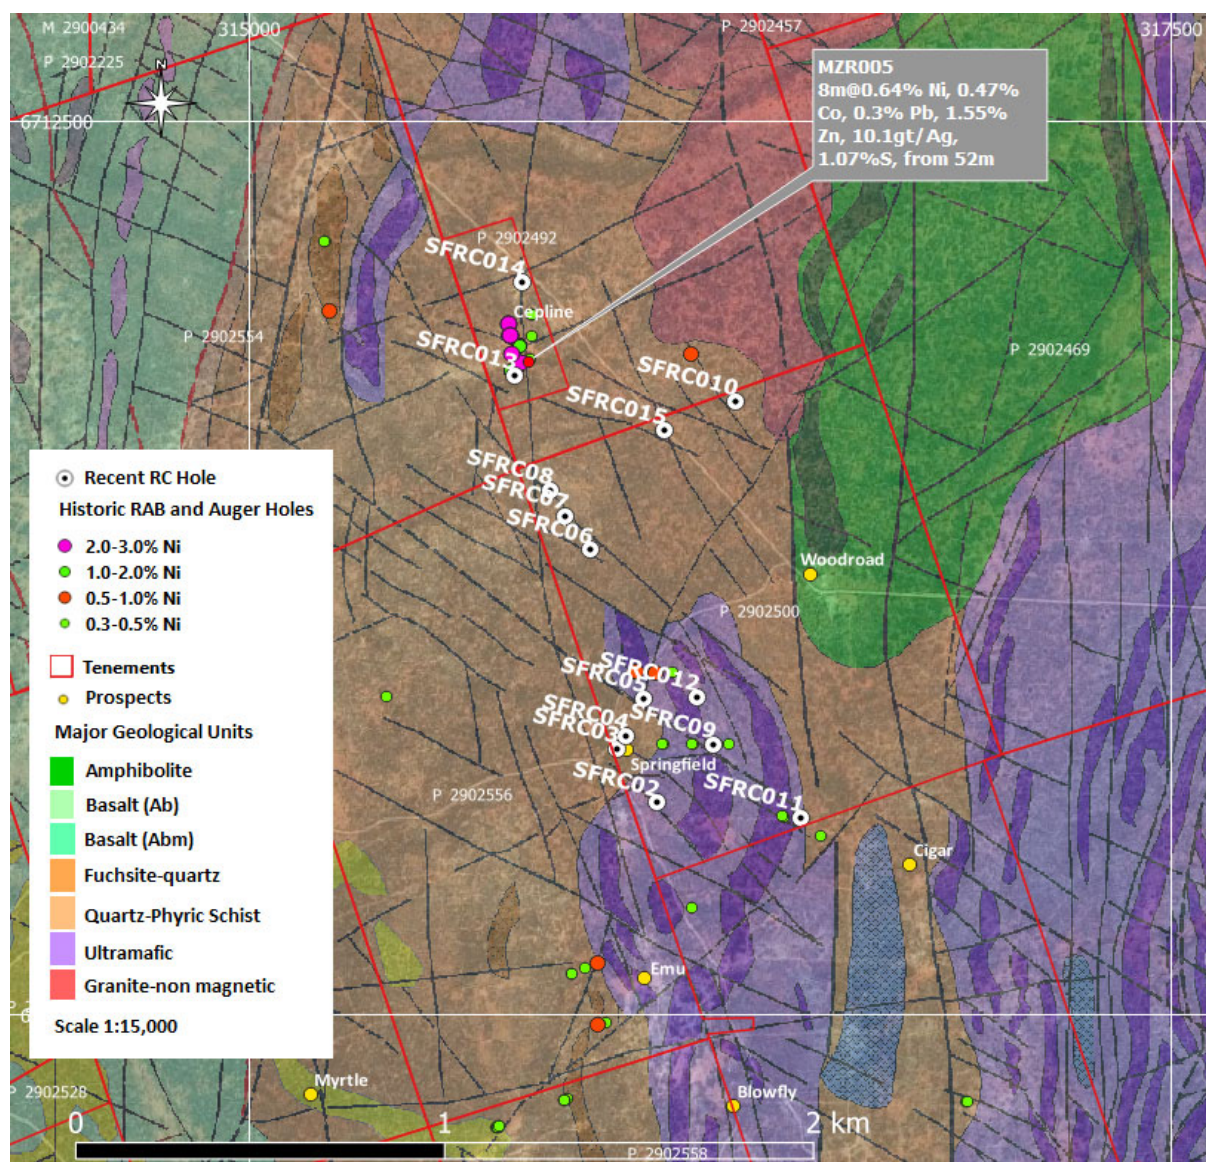 M 2900434
315000
P 2902457
317500
P 2902225
N
6712500
MZR005
8m@0.64% Ni, 0.47%
Co, 0.3% Pb, 1.55%
Zn, 10.1gt/Ag,
1.07%S, from 52m
P 2902492
SFRC014
Cepline
P 2902554
SFRC013
P 2902469
SFRC010
SFRC015
SFRC08
SFRC07
SFRC06
Woodroad
P 2902500
SFRC012
SFRC05
SFRC04
SFRC09
SFRC03
Springfield
SFRC02
SFRC011
P 2902556
Cigar
Emu
Recent RC Hole
Historic RAB and Auger Holes
2.0-3.0% Ni
1.0-2.0% Ni
0.5-1.0% Ni
0.3-0.5% Ni
Tenements
Prospects
Major Geological Units
Amphibolite
Basalt (Ab)
Basalt (Abm)
Fuchsite-quartz
Quartz-Phyric Schist
Ultramafic
Granite-non magnetic
Scale 1:15,000
P 2902528
Myrtle
Blowfly
0
1
2 km
P 2902558